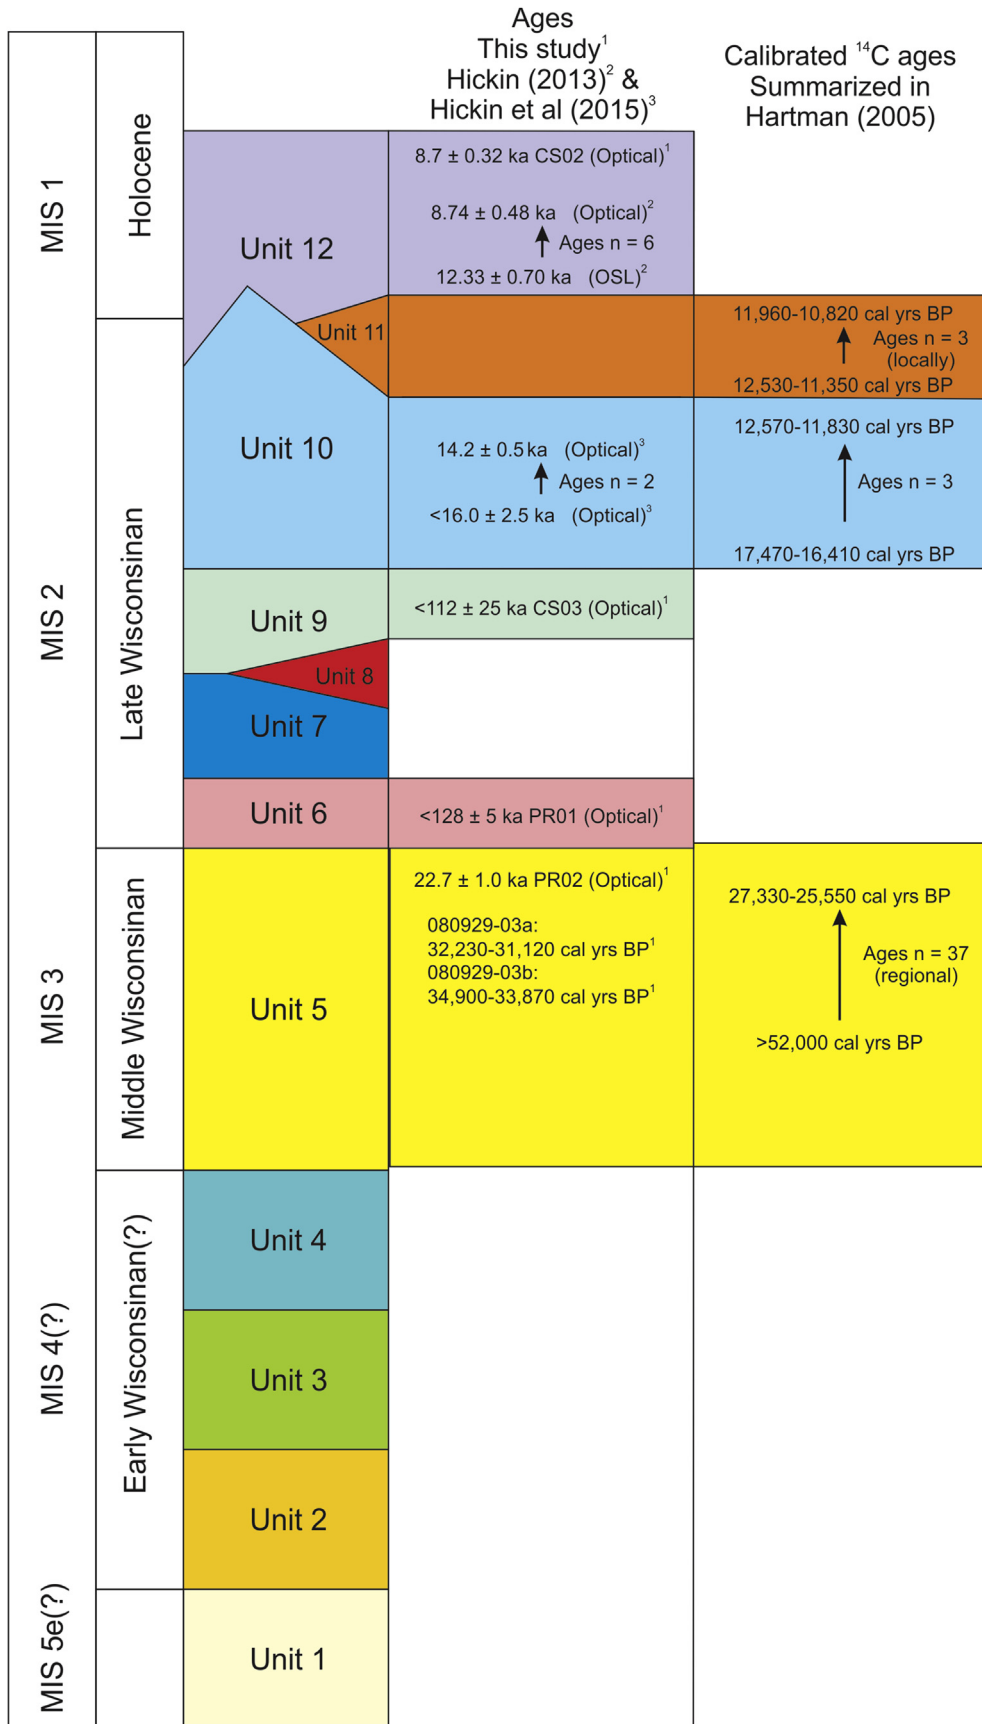 Ages
This study¹
Hickin (2013)² &
Hickin et al (2015)³
Calibrated ¹⁴C ages
Summarized in
Hartman (2005)
MIS 1
Holocene
Unit 12
8.7 ± 0.32 ka CS02 (Optical)¹
8.74 ± 0.48 ka (Optical)²
Ages n = 6
12.33 ± 0.70 ka (OSL)²
Unit 11
11,960-10,820 cal yrs BP
Ages n = 3
(locally)
12,530-11,350 cal yrs BP
MIS 2
Late Wisconsinan
Unit 10
14.2 ± 0.5 ka (Optical)³
Ages n = 2
<16.0 ± 2.5 ka (Optical)³
12,570-11,830 cal yrs BP
Ages n = 3
17,470-16,410 cal yrs BP
Unit 9
<112 ± 25 ka CS03 (Optical)¹
Unit 8
Unit 7
Unit 6
<128 ± 5 ka PR01 (Optical)¹
MIS 3
Middle Wisconsinan
Unit 5
22.7 ± 1.0 ka PR02 (Optical)¹
080929-03a:
32,230-31,120 cal yrs BP¹
080929-03b:
34,900-33,870 cal yrs BP¹
27,330-25,550 cal yrs BP
Ages n = 37
(regional)
>52,000 cal yrs BP
MIS 4(?)
Early Wisconsinan(?)
Unit 4
Unit 3
Unit 2
MIS 5e(?)
Unit 1